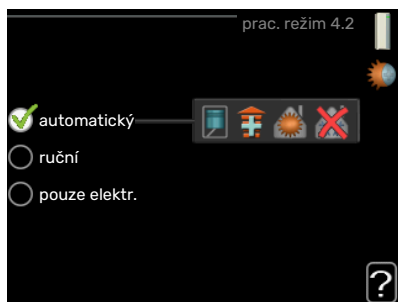 prac. režim 4.2
automatický
ruční
pouze elektr.
?